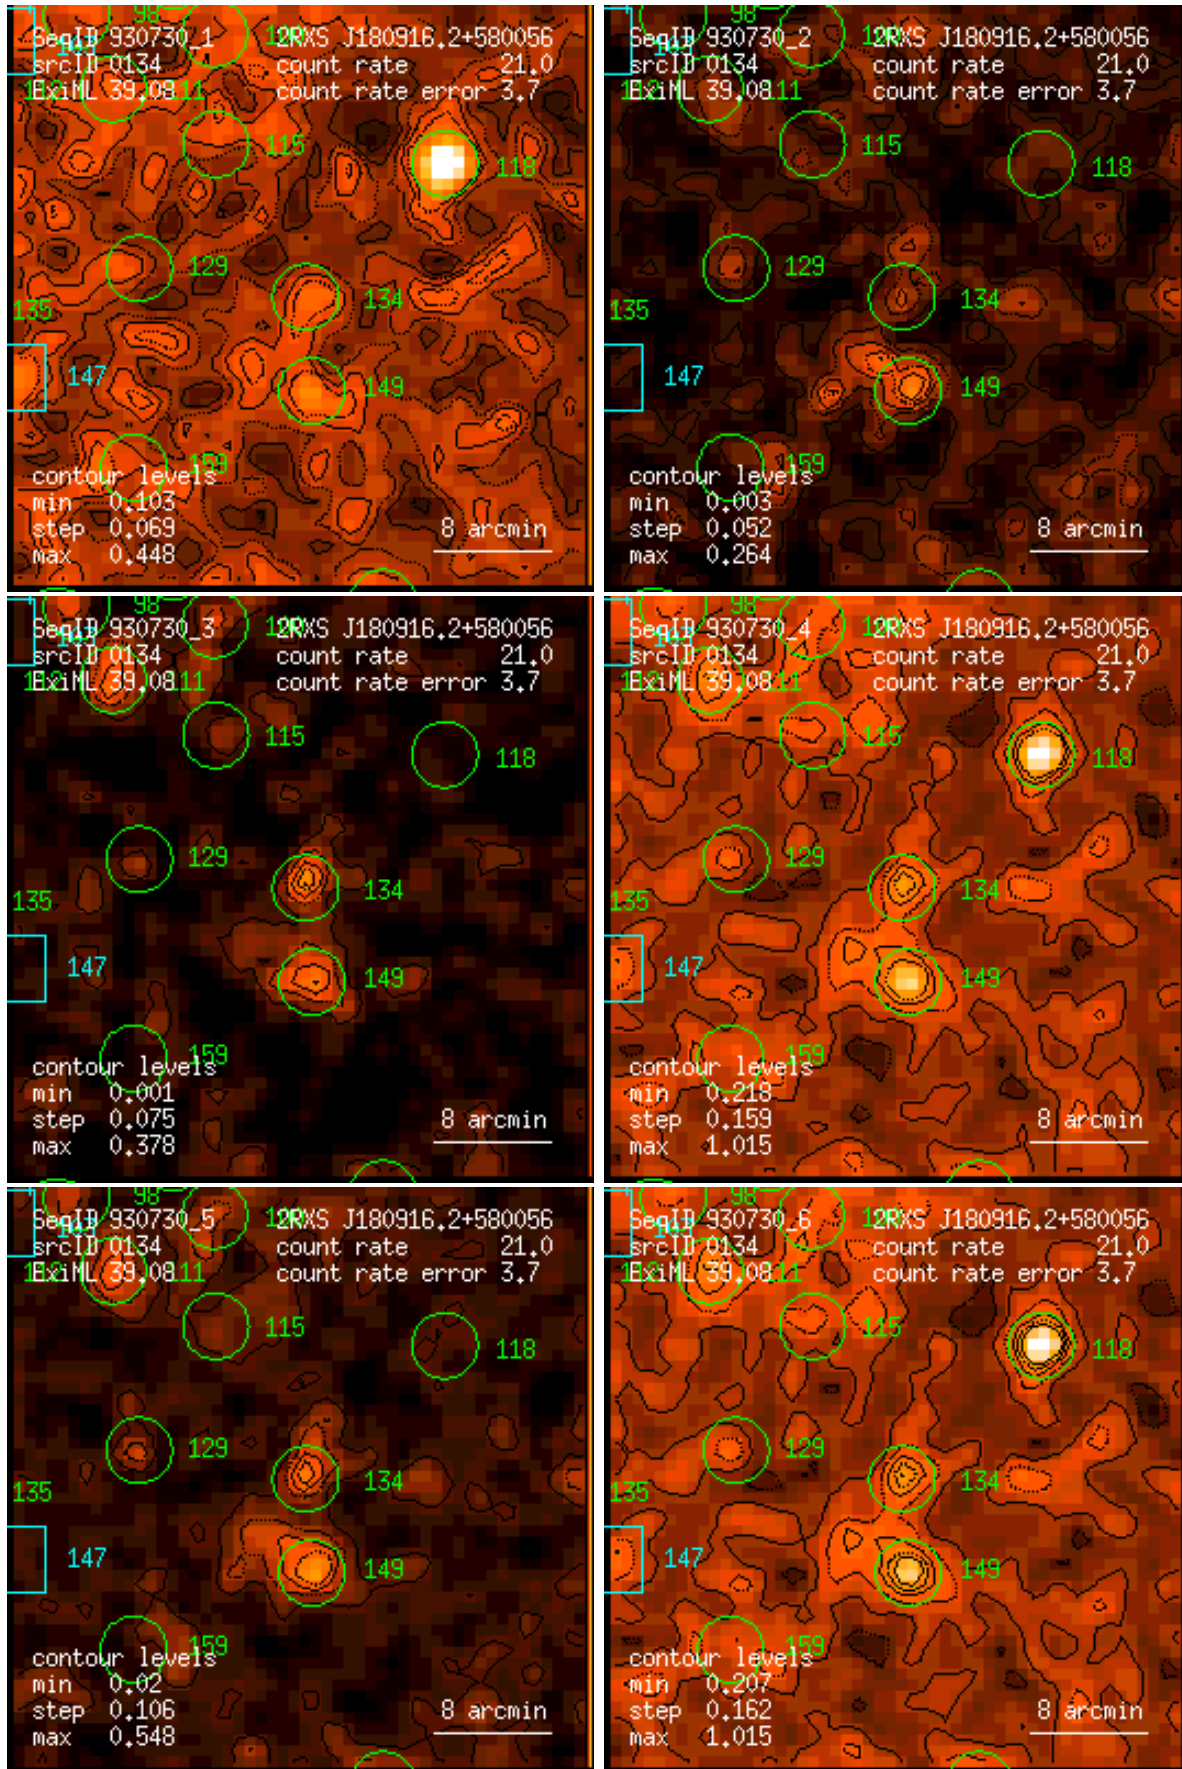 98
SeqID 930730_1 2RXS J180916.2+580056
srcID 0134 count rate 21.0
ExiML 39.08 111 count rate error 3.7
115
118
129
134
135
147
149
159
contour levels
min 0.103
step 0.069
max 0.448
8 arcmin
98
SeqID 930730_2 2RXS J180916.2+580056
srcID 0134 count rate 21.0
ExiML 39.08 111 count rate error 3.7
115
118
129
134
135
147
149
159
contour levels
min 0.003
step 0.052
max 0.264
8 arcmin
98
SeqID 930730_3 2RXS J180916.2+580056
srcID 0134 count rate 21.0
ExiML 39.08 111 count rate error 3.7
115
118
129
134
135
147
149
159
contour levels
min 0.001
step 0.075
max 0.378
8 arcmin
98
SeqID 930730_4 2RXS J180916.2+580056
srcID 0134 count rate 21.0
ExiML 39.08 111 count rate error 3.7
115
118
129
134
135
147
149
159
contour levels
min 0.218
step 0.159
max 1.015
8 arcmin
98
SeqID 930730_5 2RXS J180916.2+580056
srcID 0134 count rate 21.0
ExiML 39.08 111 count rate error 3.7
115
118
129
134
135
147
149
159
contour levels
min 0.02
step 0.106
max 0.548
8 arcmin
98
SeqID 930730_6 2RXS J180916.2+580056
srcID 0134 count rate 21.0
ExiML 39.08 111 count rate error 3.7
115
118
129
134
135
147
149
159
contour levels
min 0.207
step 0.162
max 1.015
8 arcmin